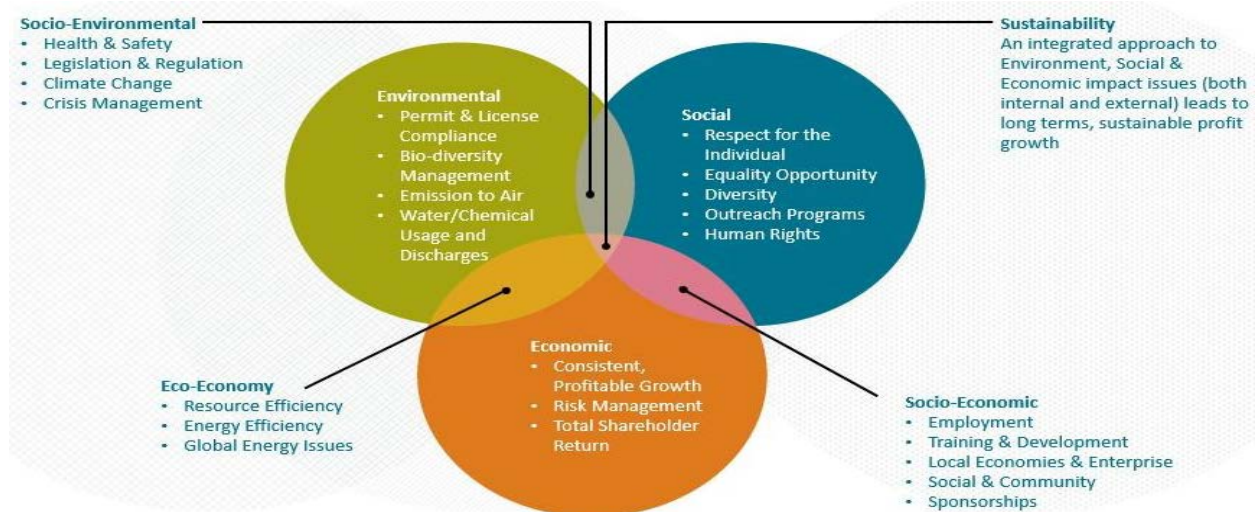 Socio-Environmental
• Health & Safety
• Legislation & Regulation
• Climate Change
• Crisis Management
Sustainability
An integrated approach to
Environment, Social &
Economic impact issues (both
internal and external) leads to
long terms, sustainable profit
growth
Environmental
• Permit & License
Compliance
• Bio-diversity
Management
• Emission to Air
• Water/Chemical
Usage and
Discharges
Social
• Respect for the
Individual
• Equality Opportunity
• Diversity
• Outreach Programs
• Human Rights
Economic
• Consistent,
Profitable Growth
• Risk Management
• Total Shareholder
Return
Eco-Economy
• Resource Efficiency
• Energy Efficiency
• Global Energy Issues
Socio-Economic
• Employment
• Training & Development
• Local Economies & Enterprise
• Social & Community
• Sponsorships